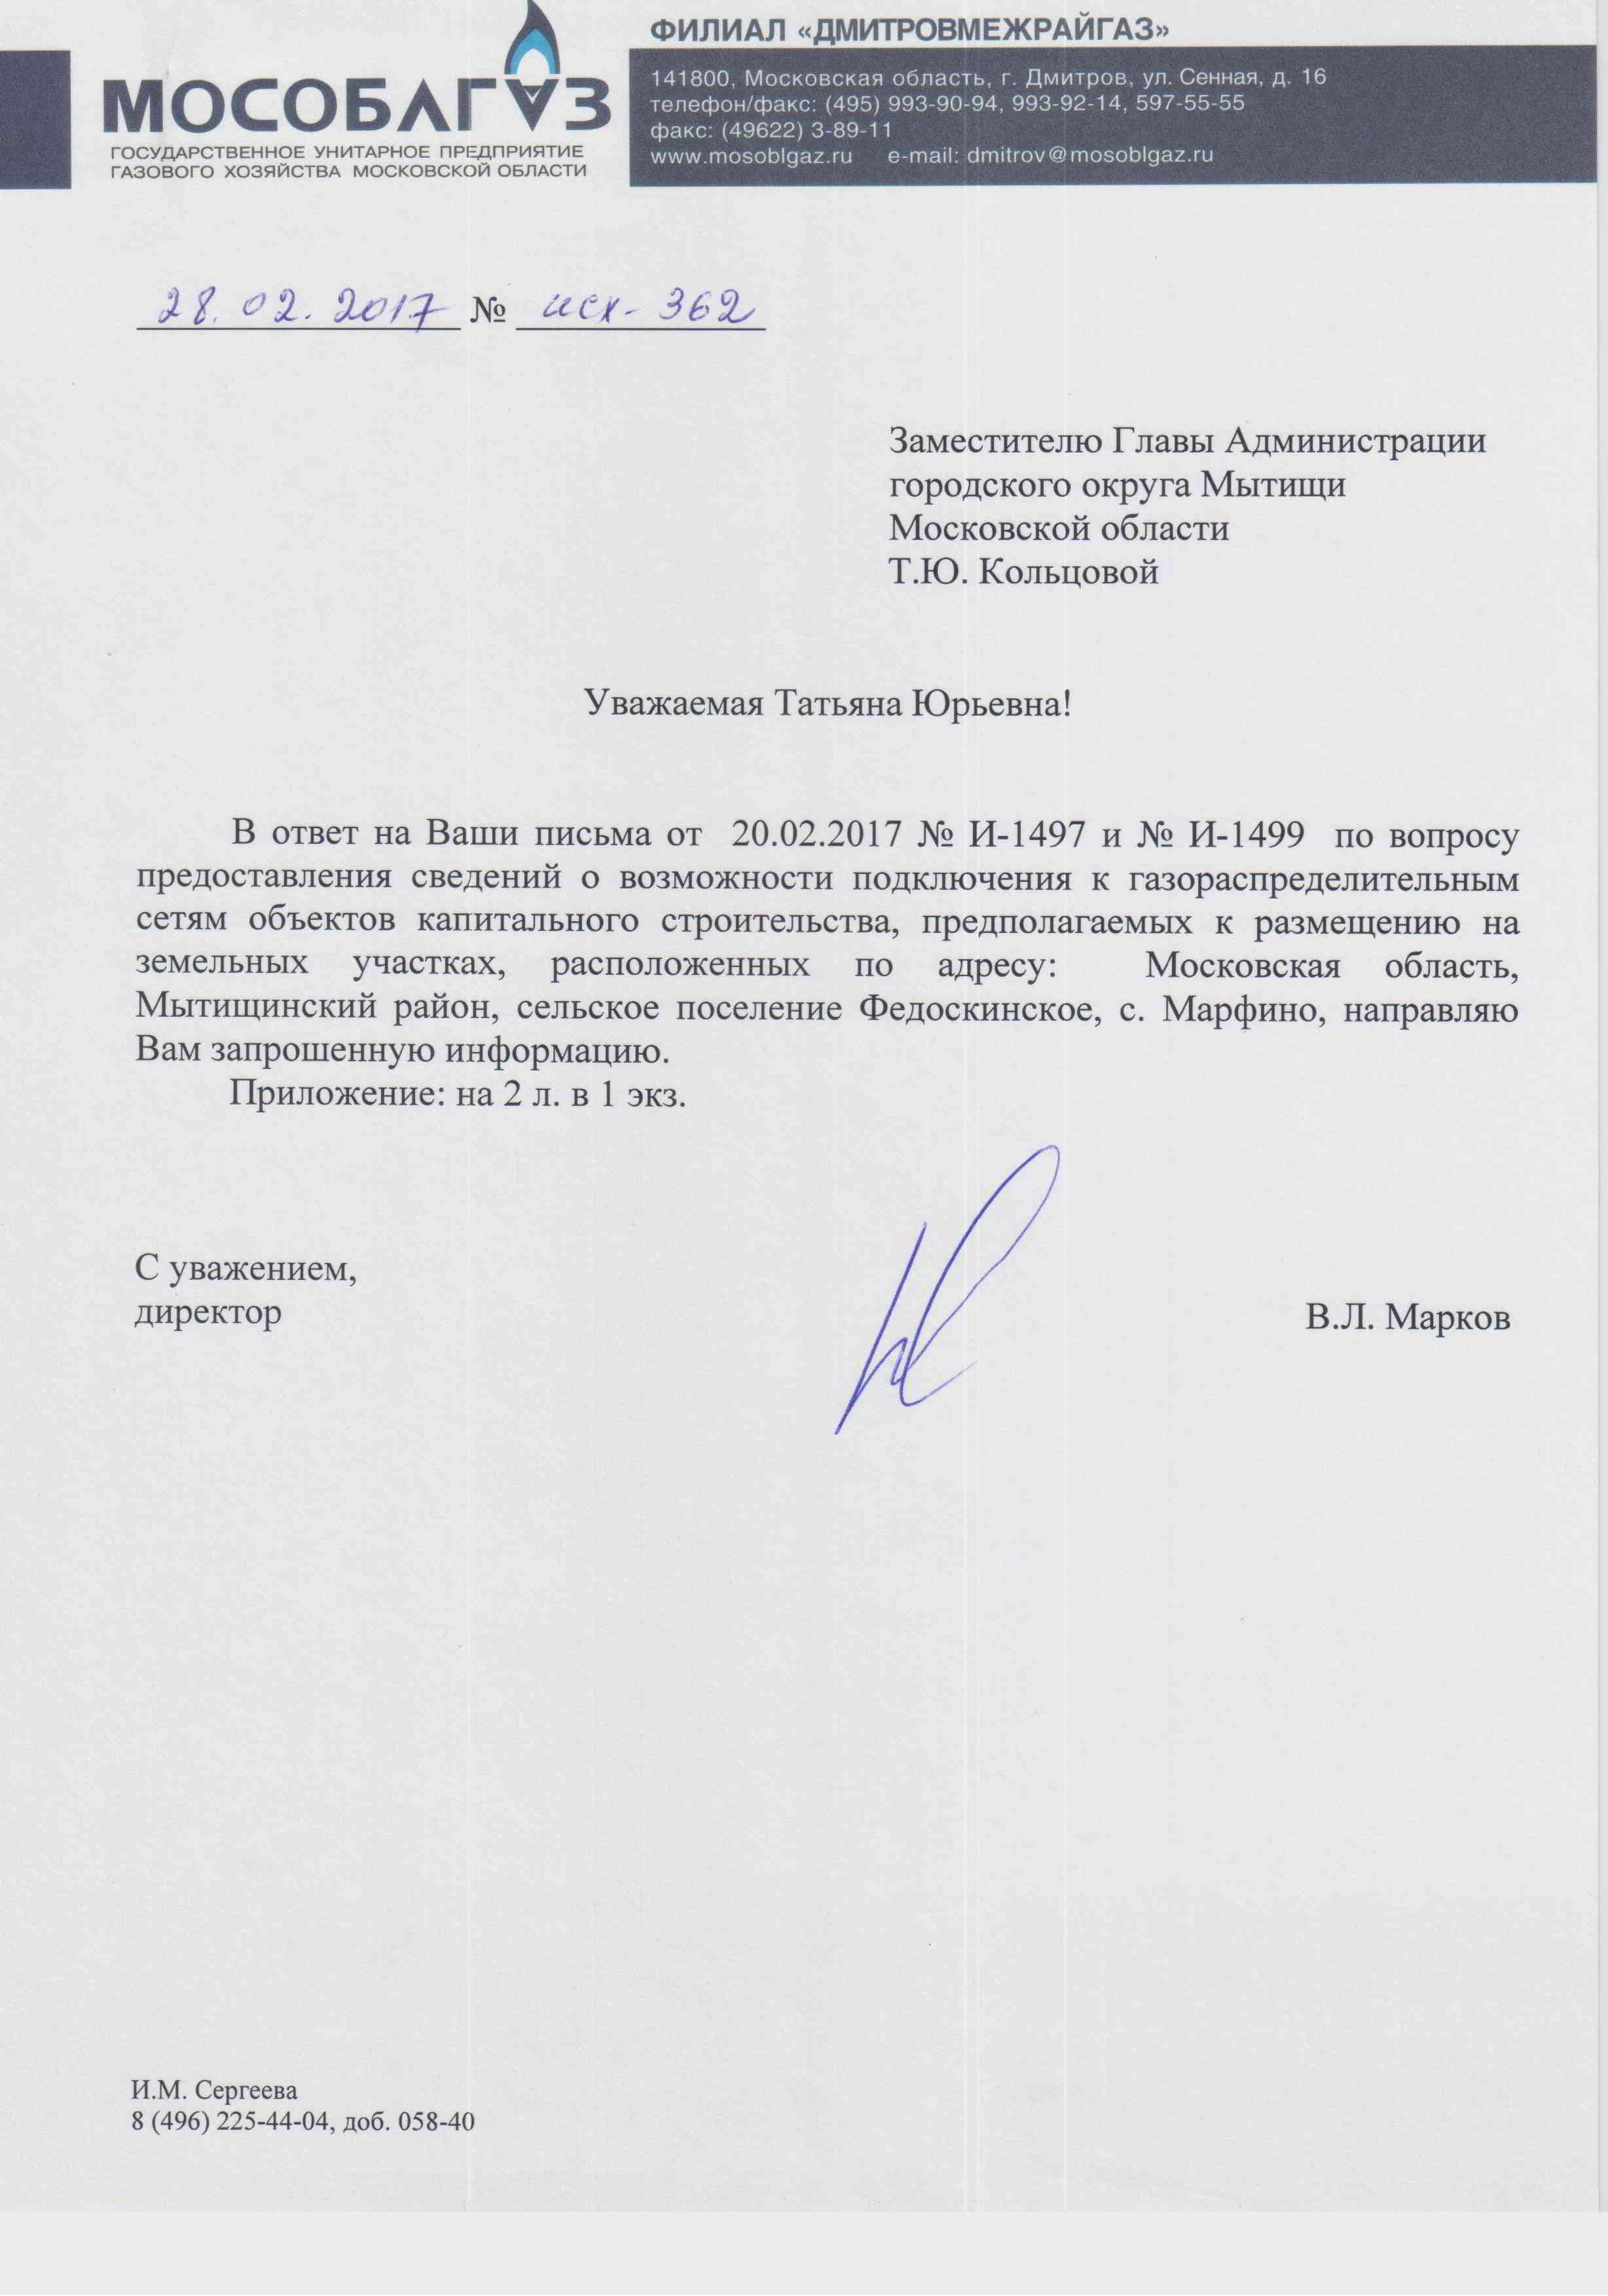 МОСОБЛГАЗ
ГОСУДАРСТВЕННОЕ УНИТАРНОЕ ПРЕДПРИЯТИЕ
ГАЗОВОГО ХОЗЯЙСТВА МОСКОВСКОЙ ОБЛАСТИ
ФИЛИАЛ «ДМИТРОВМЕЖРАЙГАЗ»
141800, Московская область, г. Дмитров, ул. Сенная, д. 16
телефон/факс: (495) 993-90-94, 993-92-14, 597-55-55
факс: (49622) 3-89-11
www.mosoblgaz.ru e-mail: dmitrov@mosoblgaz.ru
28.02.2017 № исх-362
Заместителю Главы Администрации
городского округа Мытищи
Московской области
Т.Ю. Кольцовой
Уважаемая Татьяна Юрьевна!
В ответ на Ваши письма от 20.02.2017 № И-1497 и № И-1499 по вопросу
предоставления сведений о возможности подключения к газораспределительным
сетям объектов капитального строительства, предполагаемых к размещению на
земельных участках, расположенных по адресу: Московская область,
Мытищинский район, сельское поселение Федоскинское, с. Марфино, направляю
Вам запрошенную информацию.
Приложение: на 2 л. в 1 экз.
С уважением,
директор В.Л. Марков
И.М. Сергеева
8 (496) 225-44-04, доб. 058-40